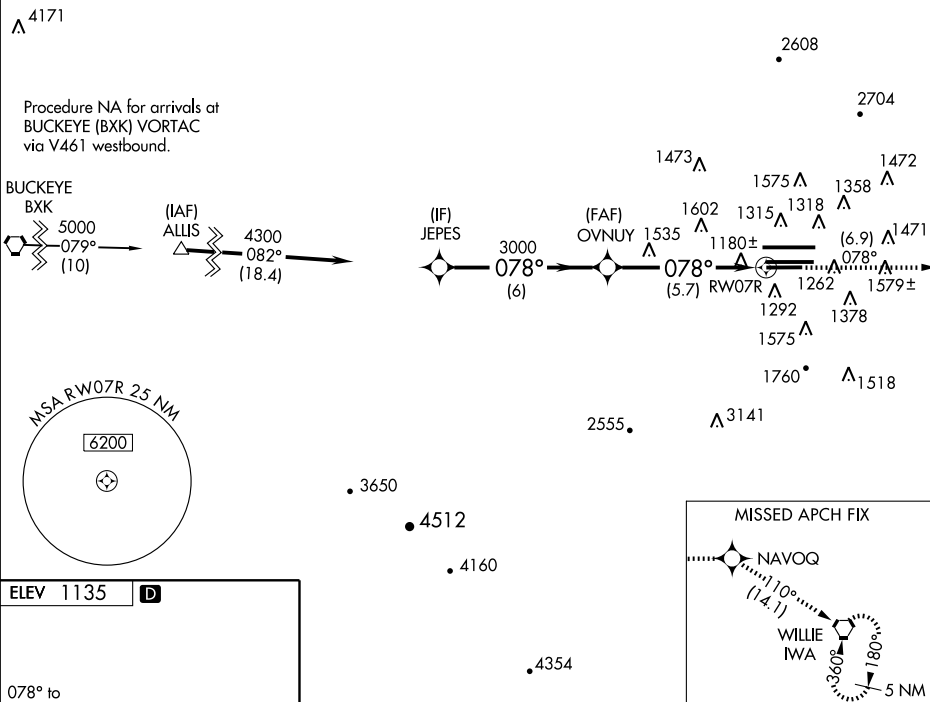 4171
2608
2704
Procedure NA for arrivals at
BUCKEYE (BXK) VORTAC
via V461 westbound.
1473
1575
1472
1358
BUCKEYE
BXK
5000
079°
(10)
(IAF)
ALLIS
4300
082°
(18.4)
(IF)
JEPES
3000
078°
(6)
(FAF)
OVNUY
1535
1602
1315
1318
1471
1180±
(6.9)
078°
078°
(5.7)
RW07R
1262
1579±
1292
1378
1575
1760
1518
MSA RW07R 25 NM
6200
2555
3141
3650
4512
4160
4354
MISSED APCH FIX
NAVOQ
110°
(14.1)
WILLIE
IWA
360°
180°
5 NM
ELEV 1135 D
078° to